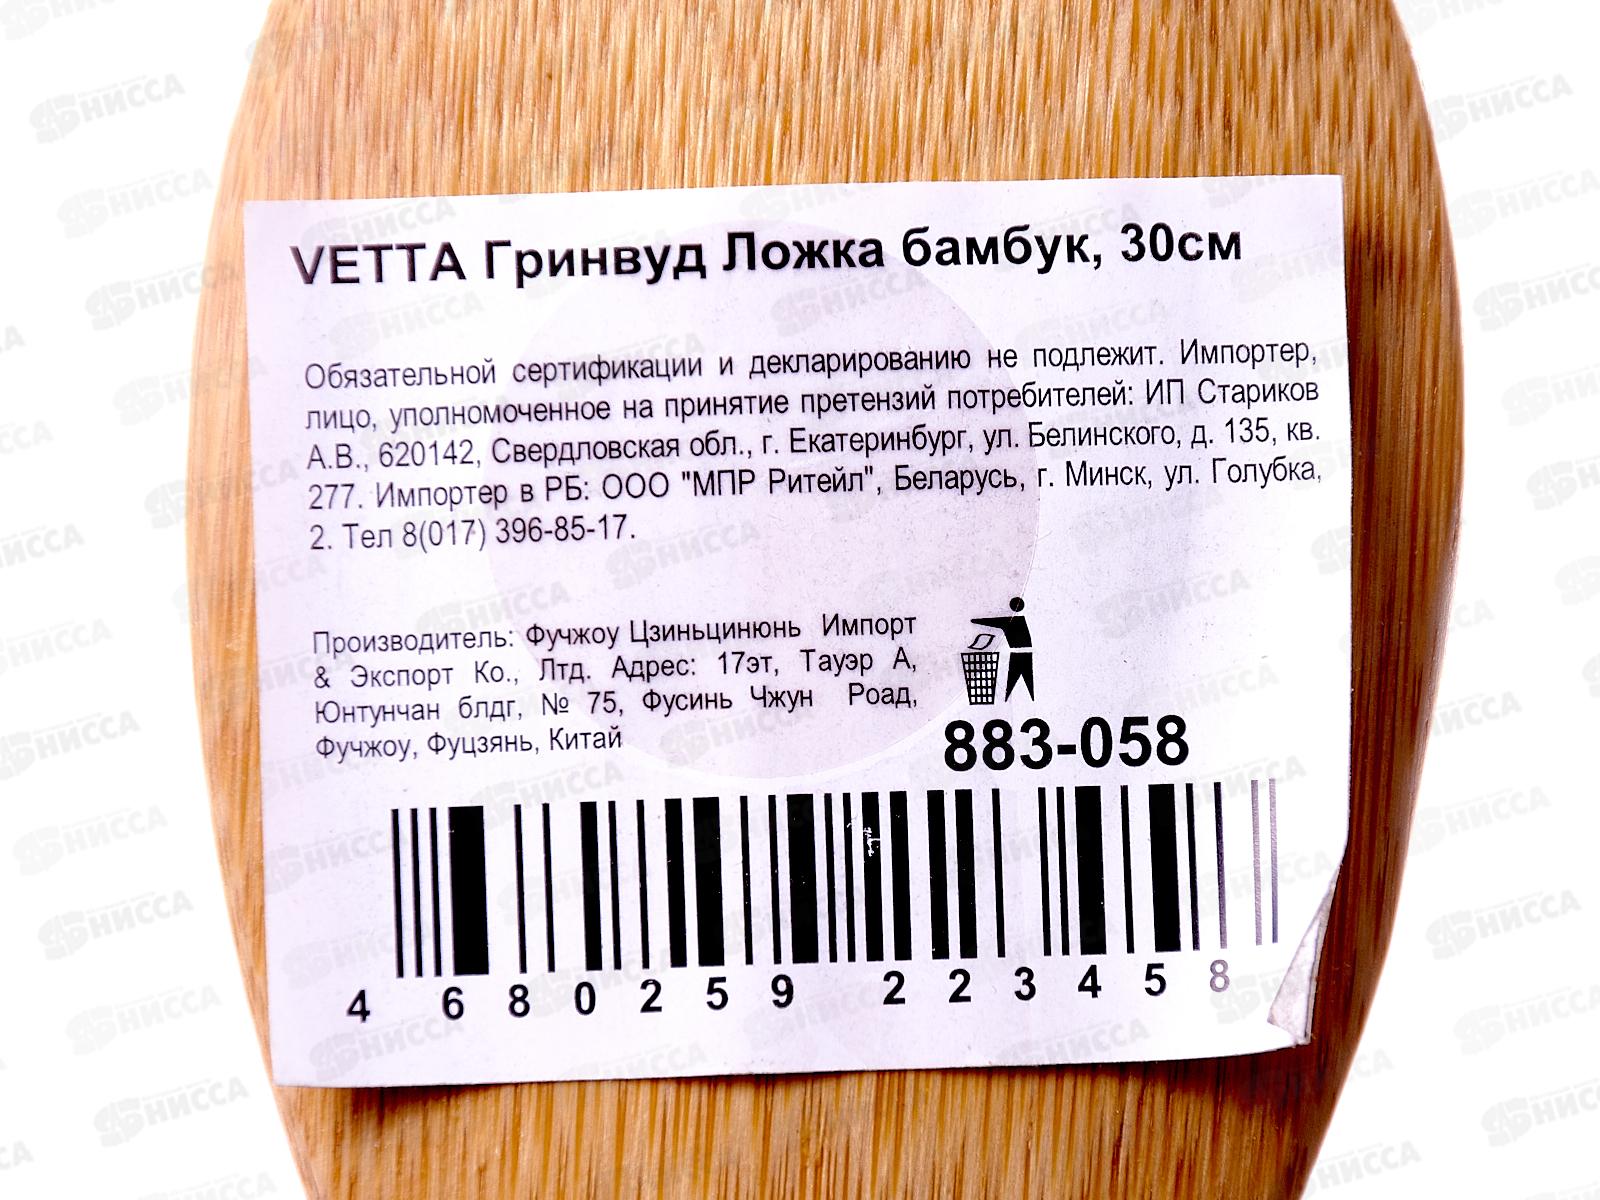 VETTA Гринвуд Ложка бамбук, 30см
Обязательной сертификации и декларированию не подлежит. Импортер,
лицо, уполномоченное на принятие претензий потребителей: ИП Стариков
А.В., 620142, Свердловская обл., г. Екатеринбург, ул. Белинского, д. 135, кв.
277. Импортер в РБ: ООО "МПР Ритейл", Беларусь, г. Минск, ул. Голубка,
2. Тел 8(017) 396-85-17.
Производитель: Фучжоу Цзиньцинюнь Импорт
& Экспорт Ко., Лтд. Адрес: 17эт, Тауэр А,
Юнтунчан блдг, № 75, Фусинь Чжун Роад,
Фучжоу, Фуцзянь, Китай
883-058
4 680259 223458
НИССА